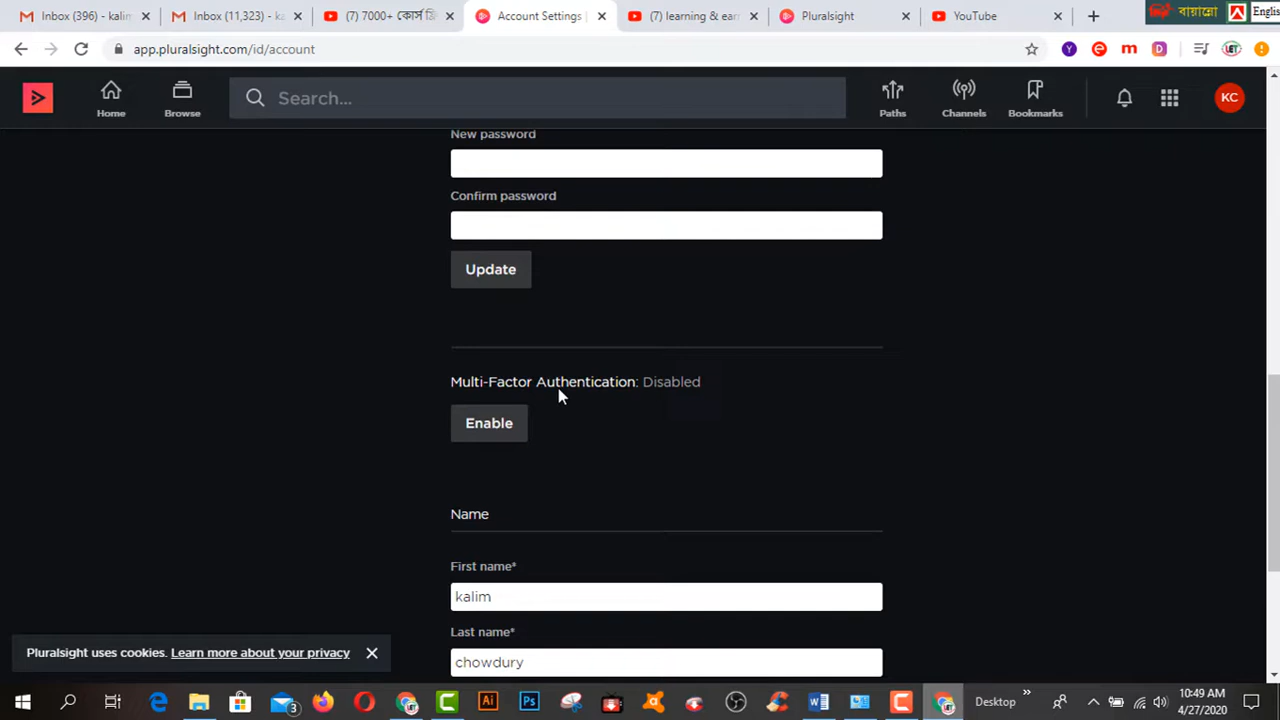 Inbox (396) - kalim
Inbox (11,323) - ka
(7) 7000+ কোর্স ফ্রি
Account Settings
(7) learning & earn
Pluralsight
YouTube
বায়ান্নো
Englis
app.pluralsight.com/id/account
Home
Browse
Search...
Paths
Channels
Bookmarks
KC
New password
Confirm password
Update
Multi-Factor Authentication: Disabled
Enable
Name
First name*
kalim
Last name*
chowdury
Pluralsight uses cookies. Learn more about your privacy
Desktop
10:49 AM
4/27/2020